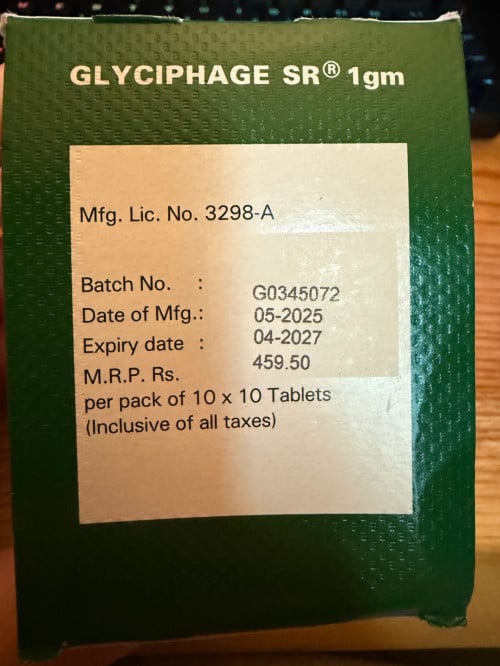 GLYCIPHAGE SR® 1gm
Mfg. Lic. No. 3298-A
Batch No. : G0345072
Date of Mfg.: 05-2025
Expiry date : 04-2027
M.R.P. Rs. 459.50
per pack of 10 x 10 Tablets
(Inclusive of all taxes)